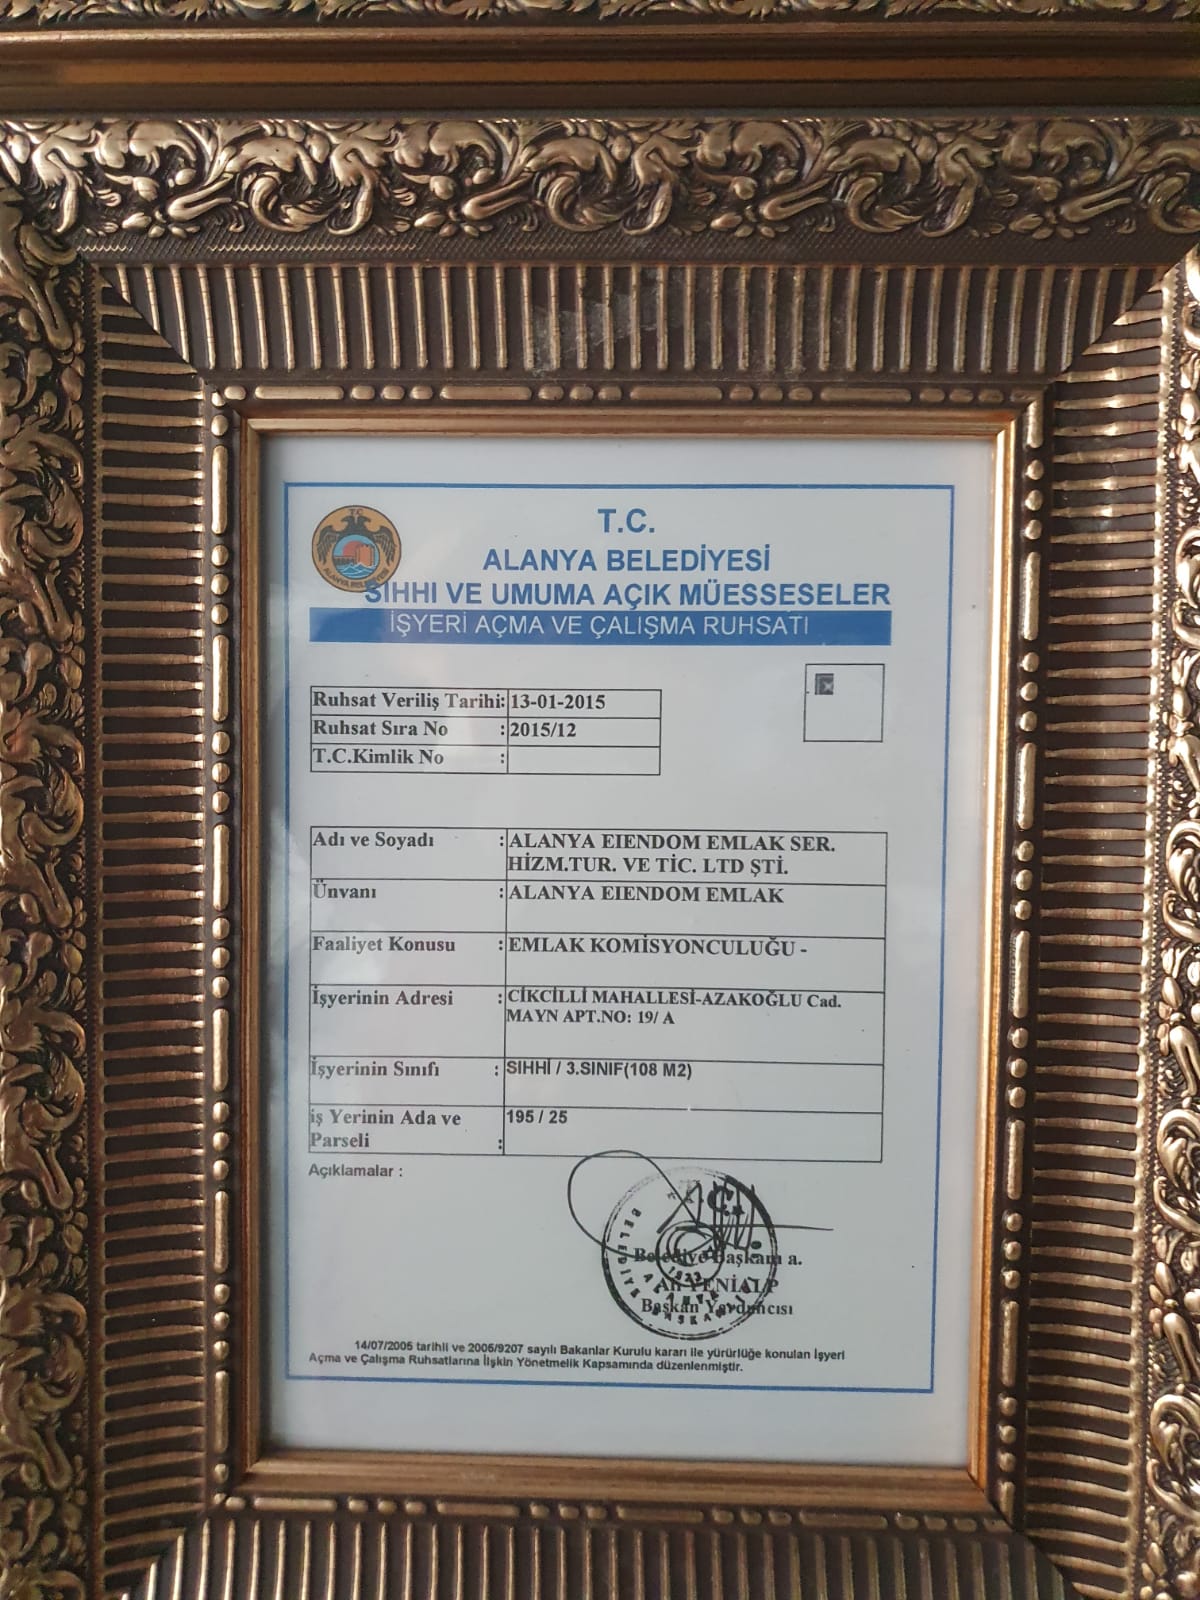 T.C.
ALANYA BELEDİYESİ
SIHHI VE UMUMA AÇIK MÜESSESELER
İŞYERİ AÇMA VE ÇALIŞMA RUHSATI
Ruhsat Veriliş Tarihi: 13-01-2015
Ruhsat Sıra No : 2015/12
T.C.Kimlik No :
Adı ve Soyadı : ALANYA EIENDOM EMLAK SER.
HİZM.TUR. VE TİC. LTD ŞTİ.
Ünvanı : ALANYA EIENDOM EMLAK
Faaliyet Konusu : EMLAK KOMİSYONCULUĞU -
İşyerinin Adresi : CİKCİLLİ MAHALLESİ-AZAKOĞLU Cad.
MAYN APT.NO: 19/ A
İşyerinin Sınıfı : SIHHİ / 3.SINIF(108 M2)
iş Yerinin Ada ve
Parseli : 195 / 25
Açıklamalar :
Belediye Başkanı a.
Ali YENİALP
Başkan Yardımcısı
14/07/2005 tarihli ve 2005/9207 sayılı Bakanlar Kurulu kararı ile yürürlüğe konulan İşyeri
Açma ve Çalışma Ruhsatlarına İlişkin Yönetmelik Kapsamında düzenlenmiştir.